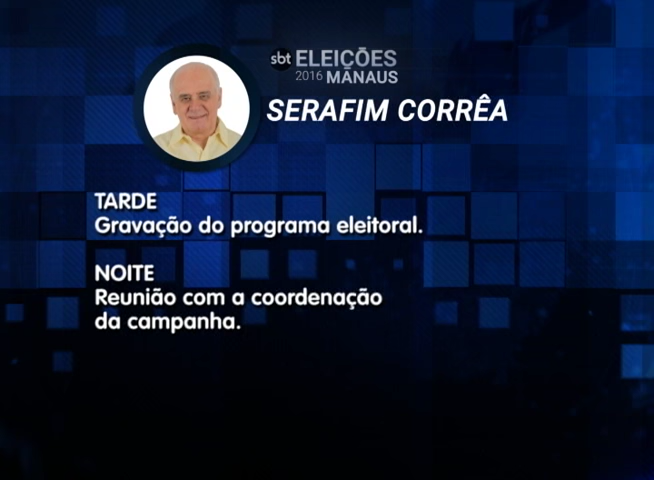 sbt ELEIÇÕES
2016 MANAUS
SERAFIM CORRÊA
TARDE
Gravação do programa eleitoral.
NOITE
Reunião com a coordenação
da campanha.